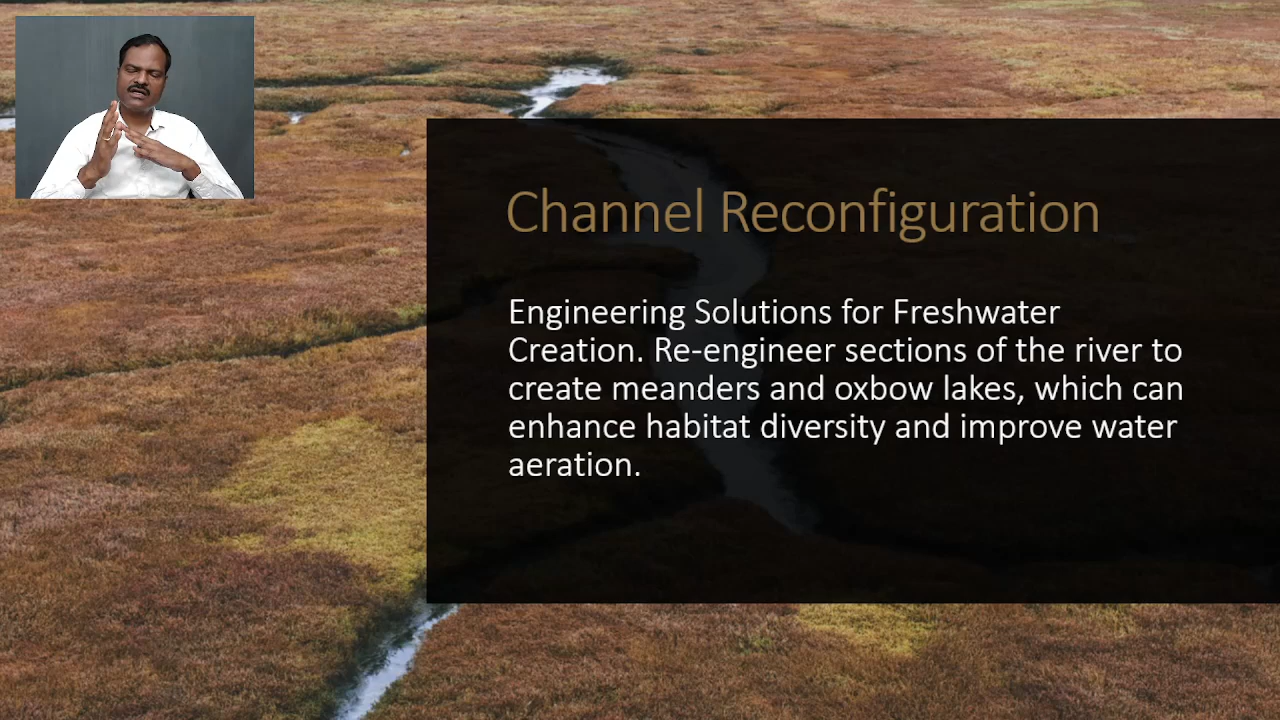 Channel Reconfiguration
Engineering Solutions for Freshwater
Creation. Re-engineer sections of the river to
create meanders and oxbow lakes, which can
enhance habitat diversity and improve water
aeration.